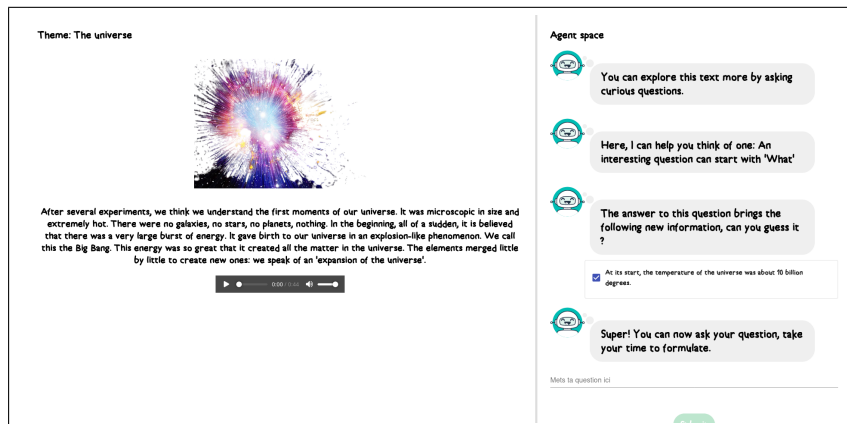 Theme: The universe
After several experiments, we think we understand the first moments of our universe. It was microscopic in size and
extremely hot. There were no galaxies, no stars, no planets, nothing. In the beginning, all of a sudden, it is believed
that there was a very large burst of energy. It gave birth to our universe in an explosion-like phenomenon. We call
this the Big Bang. This energy was so great that it created all the matter in the universe. The elements merged little
by little to create new ones: we speak of an 'expansion of the universe'.
0:00 / 0:44
Agent space
You can explore this text more by asking
curious questions.
Here, I can help you think of one: An
interesting question can start with 'What'
The answer to this question brings the
following new information, can you guess it
?
At its start, the temperature of the universe was about 10 billion
degrees.
Super! You can now ask your question, take
your time to formulate.
Mets ta question ici